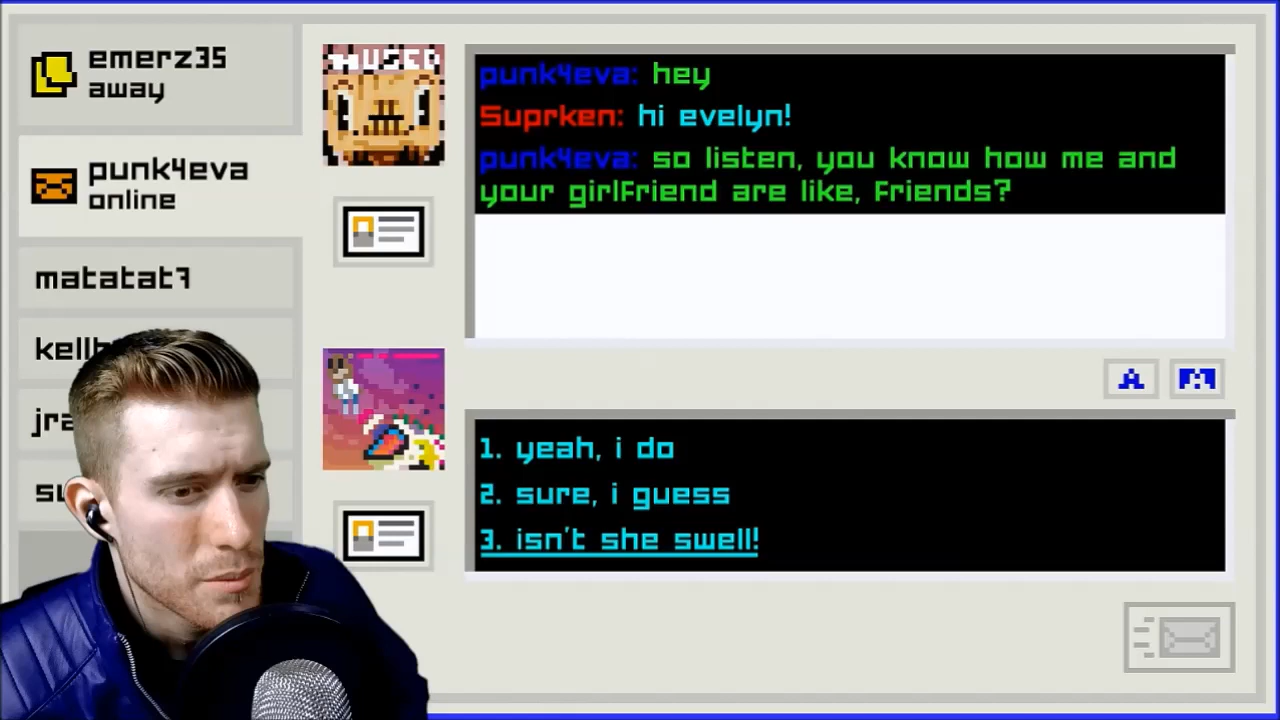 emerz35
away
punk4eva
online
matatat7
USED
punk4eva: hey
Suprken: hi evelyn!
punk4eva: so listen, you know how me and
your girlfriend are like, friends?
A
1. yeah, i do
2. sure, i guess
3. isn't she swell!